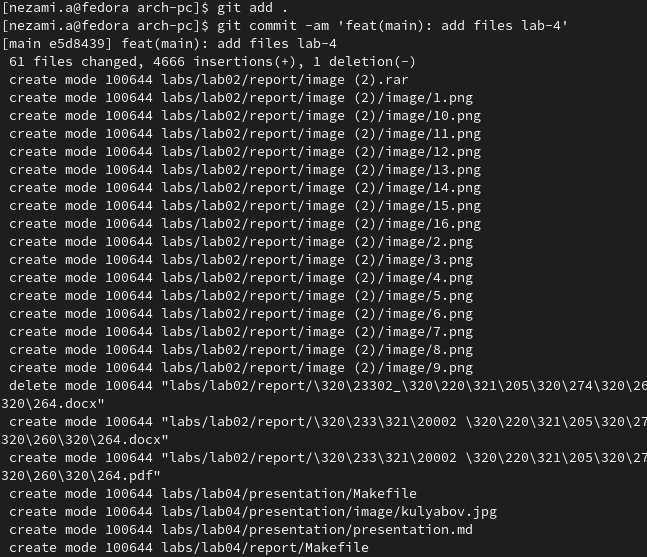 [nezami.a@fedora arch-pc]$ git add .
[nezami.a@fedora arch-pc]$ git commit -am 'feat(main): add files lab-4'
[main e5d8439] feat(main): add files lab-4
 61 files changed, 4666 insertions(+), 1 deletion(-)
 create mode 100644 labs/lab02/report/image (2).rar
 create mode 100644 labs/lab02/report/image (2)/image/1.png
 create mode 100644 labs/lab02/report/image (2)/image/10.png
 create mode 100644 labs/lab02/report/image (2)/image/11.png
 create mode 100644 labs/lab02/report/image (2)/image/12.png
 create mode 100644 labs/lab02/report/image (2)/image/13.png
 create mode 100644 labs/lab02/report/image (2)/image/14.png
 create mode 100644 labs/lab02/report/image (2)/image/15.png
 create mode 100644 labs/lab02/report/image (2)/image/16.png
 create mode 100644 labs/lab02/report/image (2)/image/2.png
 create mode 100644 labs/lab02/report/image (2)/image/3.png
 create mode 100644 labs/lab02/report/image (2)/image/4.png
 create mode 100644 labs/lab02/report/image (2)/image/5.png
 create mode 100644 labs/lab02/report/image (2)/image/6.png
 create mode 100644 labs/lab02/report/image (2)/image/7.png
 create mode 100644 labs/lab02/report/image (2)/image/8.png
 create mode 100644 labs/lab02/report/image (2)/image/9.png
 delete mode 100644 "labs/lab02/report/\320\23302_\320\220\321\205\320\274\320\26
320\264.docx"
 create mode 100644 "labs/lab02/report/\320\233\321\20002 \320\220\321\205\320\27
320\260\320\264.docx"
 create mode 100644 "labs/lab02/report/\320\233\321\20002 \320\220\321\205\320\27
320\260\320\264.pdf"
 create mode 100644 labs/lab04/presentation/Makefile
 create mode 100644 labs/lab04/presentation/image/kulyabov.jpg
 create mode 100644 labs/lab04/presentation/presentation.md
 create mode 100644 labs/lab04/report/Makefile